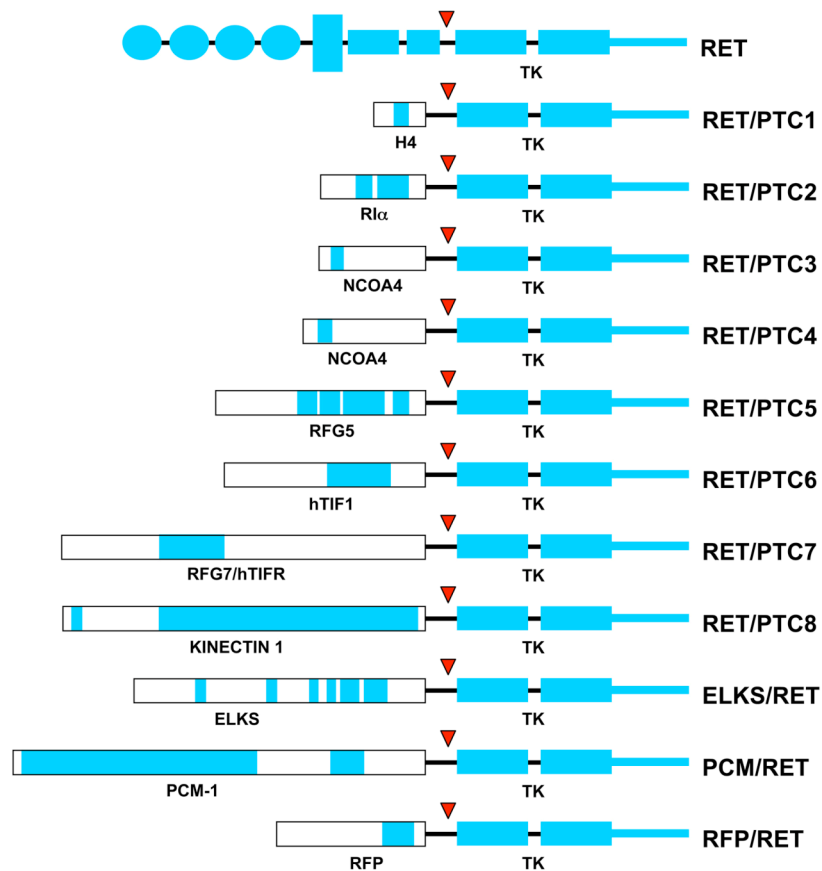 RET
TK
RET/PTC1
H4
TK
RET/PTC2
RIα
TK
RET/PTC3
NCOA4
TK
RET/PTC4
NCOA4
TK
RET/PTC5
RFG5
TK
RET/PTC6
hTIF1
TK
RET/PTC7
RFG7/hTIFR
TK
RET/PTC8
KINECTIN 1
TK
ELKS/RET
ELKS
TK
PCM/RET
PCM-1
TK
RFP/RET
RFP
TK